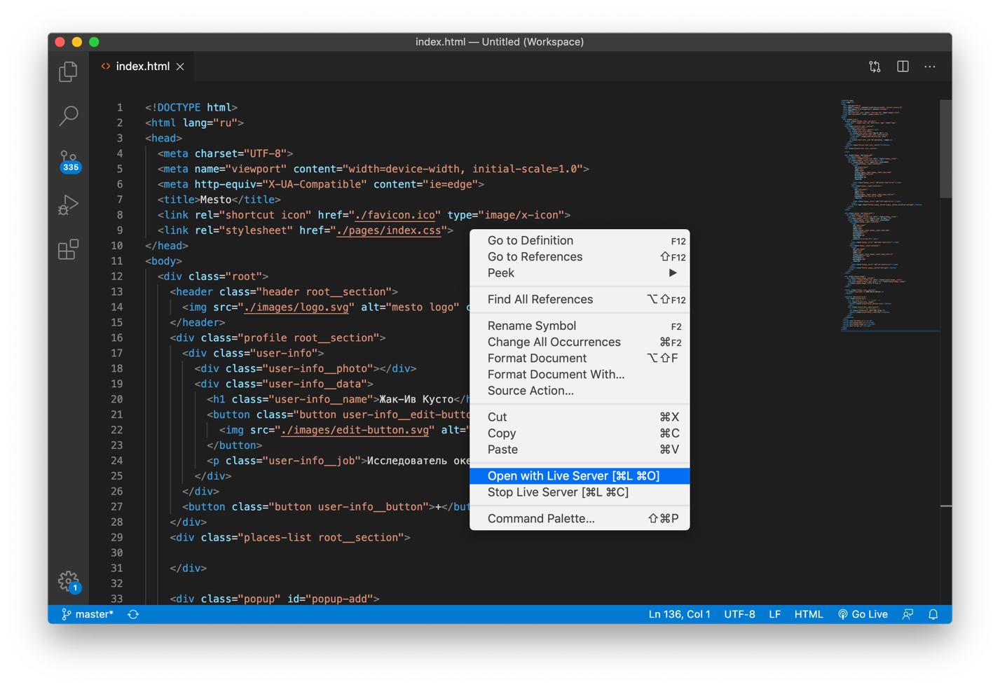 index.html — Untitled (Workspace)
index.html
335
1
1 <!DOCTYPE html>
2 <html lang="ru">
3 <head>
4 <meta charset="UTF-8">
5 <meta name="viewport" content="width=device-width, initial-scale=1.0">
6 <meta http-equiv="X-UA-Compatible" content="ie=edge">
7 <title>Mesto</title>
8 <link rel="shortcut icon" href="./favicon.ico" type="image/x-icon">
9 <link rel="stylesheet" href="./pages/index.css">
10 </head>
11 <body>
12 <div class="root">
13 <header class="header root__section">
14 <img src="./images/logo.svg" alt="mesto logo" c
15 </header>
16 <div class="profile root__section">
17 <div class="user-info">
18 <div class="user-info__photo"></div>
19 <div class="user-info__data">
20 <h1 class="user-info__name">Жак-Ив Кусто</h
21 <button class="button user-info__edit-butto
22 <img src="./images/edit-button.svg" alt="
23 </button>
24 <p class="user-info__job">Исследователь оке
25 </div>
26 </div>
27 <button class="button user-info__button">+</but
28 </div>
29 <div class="places-list root__section">
30
31 </div>
32
33 <div class="popup" id="popup-add">
Go to Definition F12
Go to References ⇧F12
Peek ▶
Find All References ⌥⇧F12
Rename Symbol F2
Change All Occurrences ⌘F2
Format Document ⌥⇧F
Format Document With...
Source Action...
Cut ⌘X
Copy ⌘C
Paste ⌘V
Open with Live Server [⌘L ⌘O]
Stop Live Server [⌘L ⌘C]
Command Palette... ⇧⌘P
master* Ln 136, Col 1 UTF-8 LF HTML Go Live